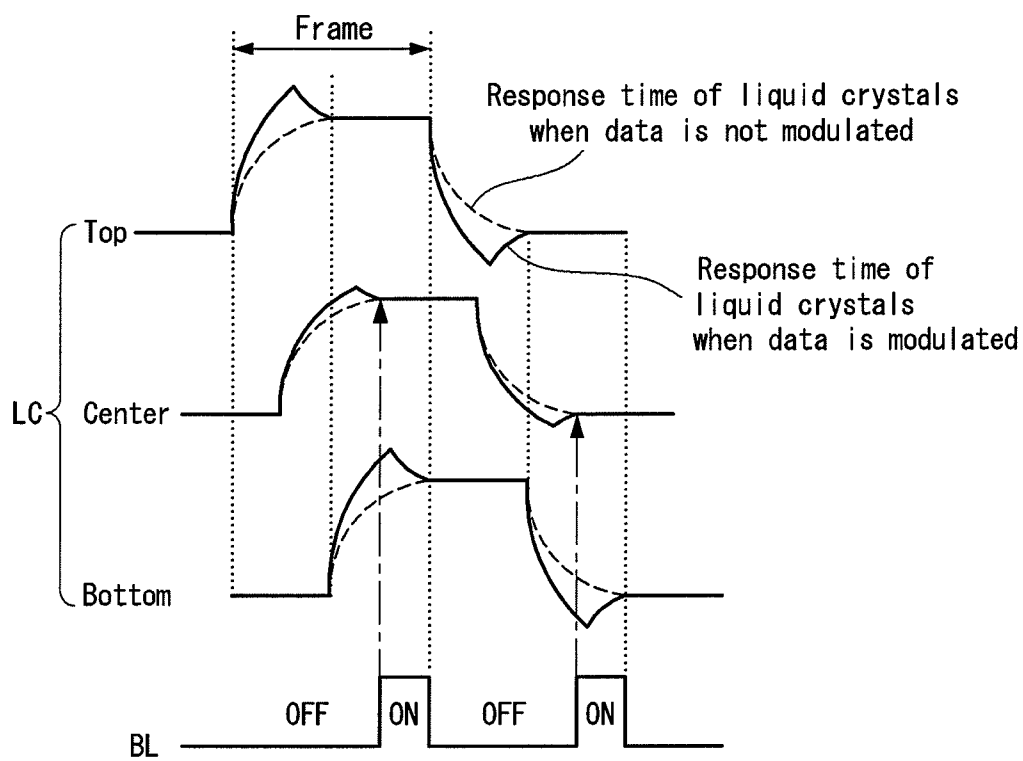 Frame
Response time of liquid crystals
when data is not modulated
Top
Response time of
liquid crystals
when data is modulated
LC
Center
Bottom
OFF
ON
OFF
ON
BL